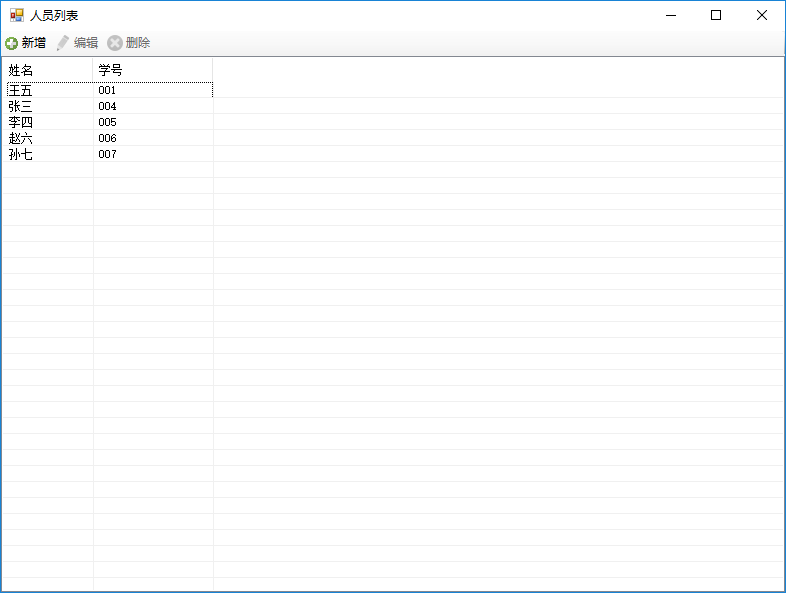 人员列表
新增 编辑 删除
姓名 学号
王五 001
张三 004
李四 005
赵六 006
孙七 007